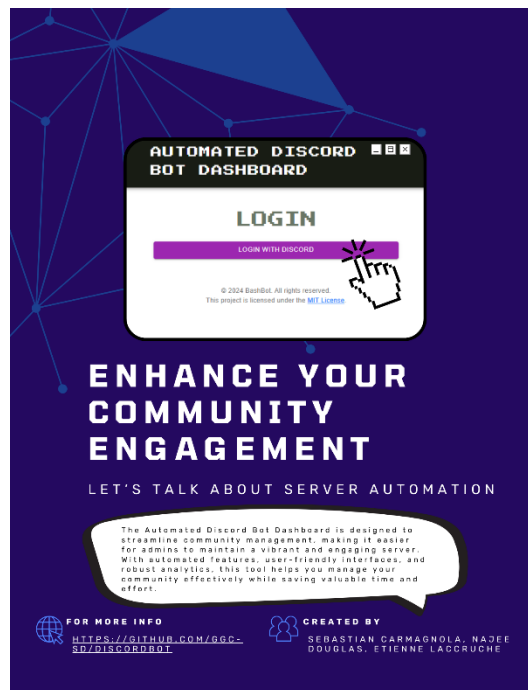 AUTOMATED DISCORD
BOT DASHBOARD
LOGIN
LOGIN WITH DISCORD
© 2024 BashBot. All rights reserved.
This project is licensed under the MIT License.
ENHANCE YOUR
COMMUNITY
ENGAGEMENT
LET'S TALK ABOUT SERVER AUTOMATION
The Automated Discord Bot Dashboard is designed to
streamline community management, making it easier
for admins to maintain a vibrant and engaging server.
With automated features, user-friendly interfaces, and
robust analytics, this tool helps you manage your
community effectively while saving valuable time and
effort.
FOR MORE INFO
HTTPS://GITHUB.COM/GGC-
SD/DISCORDBOT
CREATED BY
SEBASTIAN CARMAGNOLA, NAJEE
DOUGLAS, ETIENNE LACCRUCHE